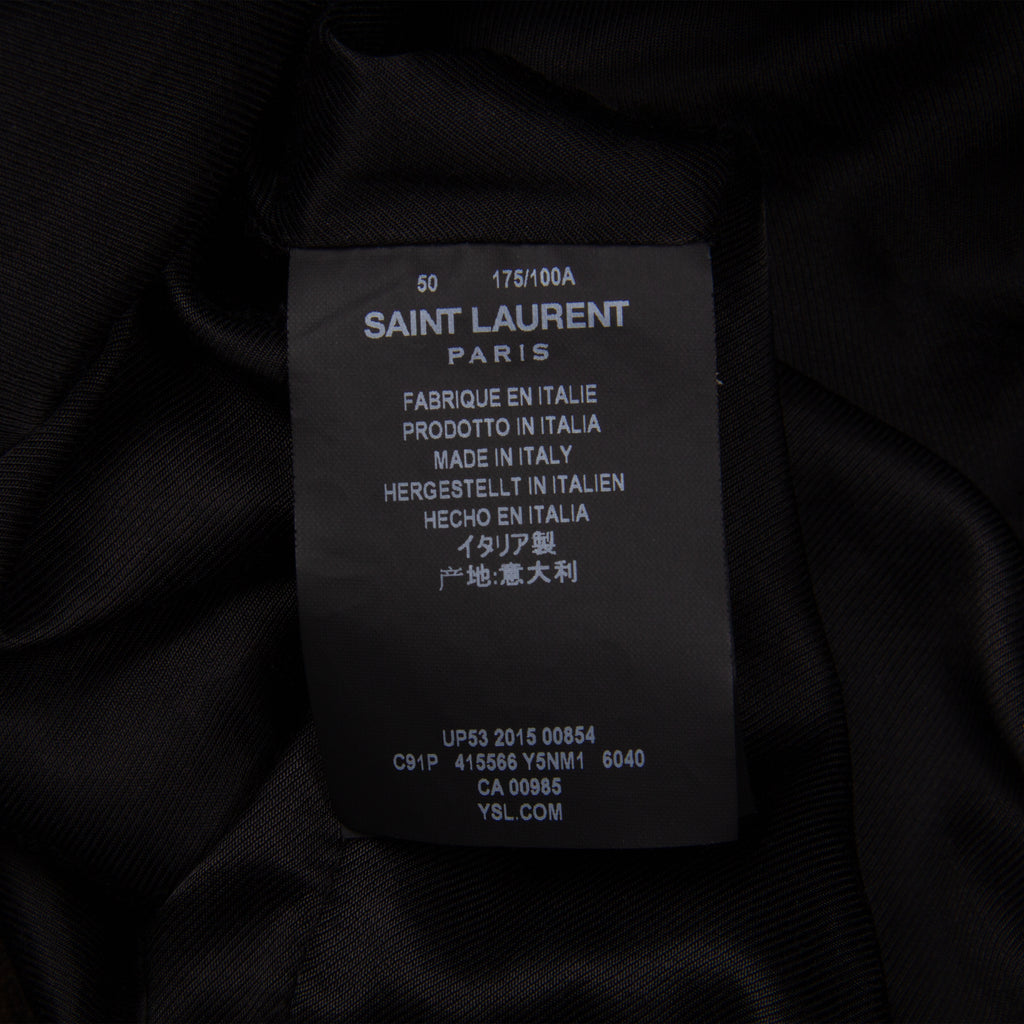 50 175/100A
SAINT LAURENT
PARIS
FABRIQUE EN ITALIE
PRODOTTO IN ITALIA
MADE IN ITALY
HERGESTELLT IN ITALIEN
HECHO EN ITALIA
イタリア製
产地:意大利
UP53 2015 00854
C91P 415566 Y5NM1 6040
CA 00985
YSL.COM